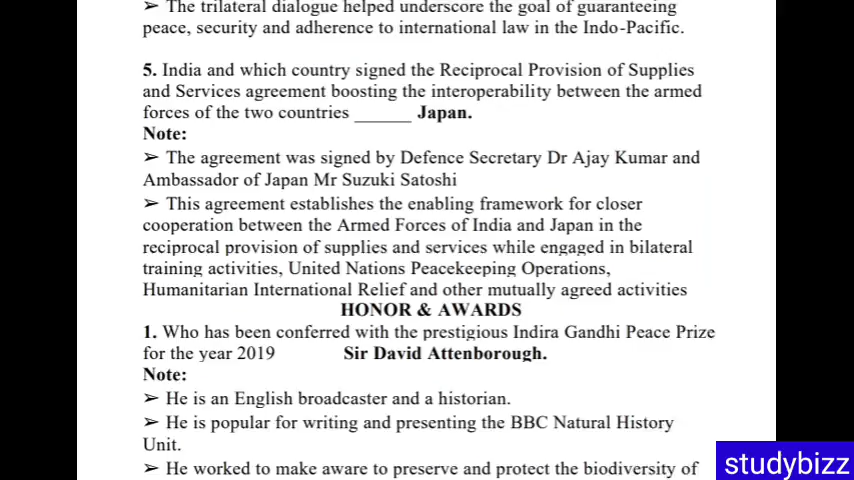 ➢ The trilateral dialogue helped underscore the goal of guaranteeing
peace, security and adherence to international law in the Indo-Pacific.
5. India and which country signed the Reciprocal Provision of Supplies
and Services agreement boosting the interoperability between the armed
forces of the two countries ______ Japan.
Note:
➢ The agreement was signed by Defence Secretary Dr Ajay Kumar and
Ambassador of Japan Mr Suzuki Satoshi
➢ This agreement establishes the enabling framework for closer
cooperation between the Armed Forces of India and Japan in the
reciprocal provision of supplies and services while engaged in bilateral
training activities, United Nations Peacekeeping Operations,
Humanitarian International Relief and other mutually agreed activities
HONOR & AWARDS
1. Who has been conferred with the prestigious Indira Gandhi Peace Prize
for the year 2019 Sir David Attenborough.
Note:
➢ He is an English broadcaster and a historian.
➢ He is popular for writing and presenting the BBC Natural History
Unit.
➢ He worked to make aware to preserve and protect the biodiversity of
studybizz